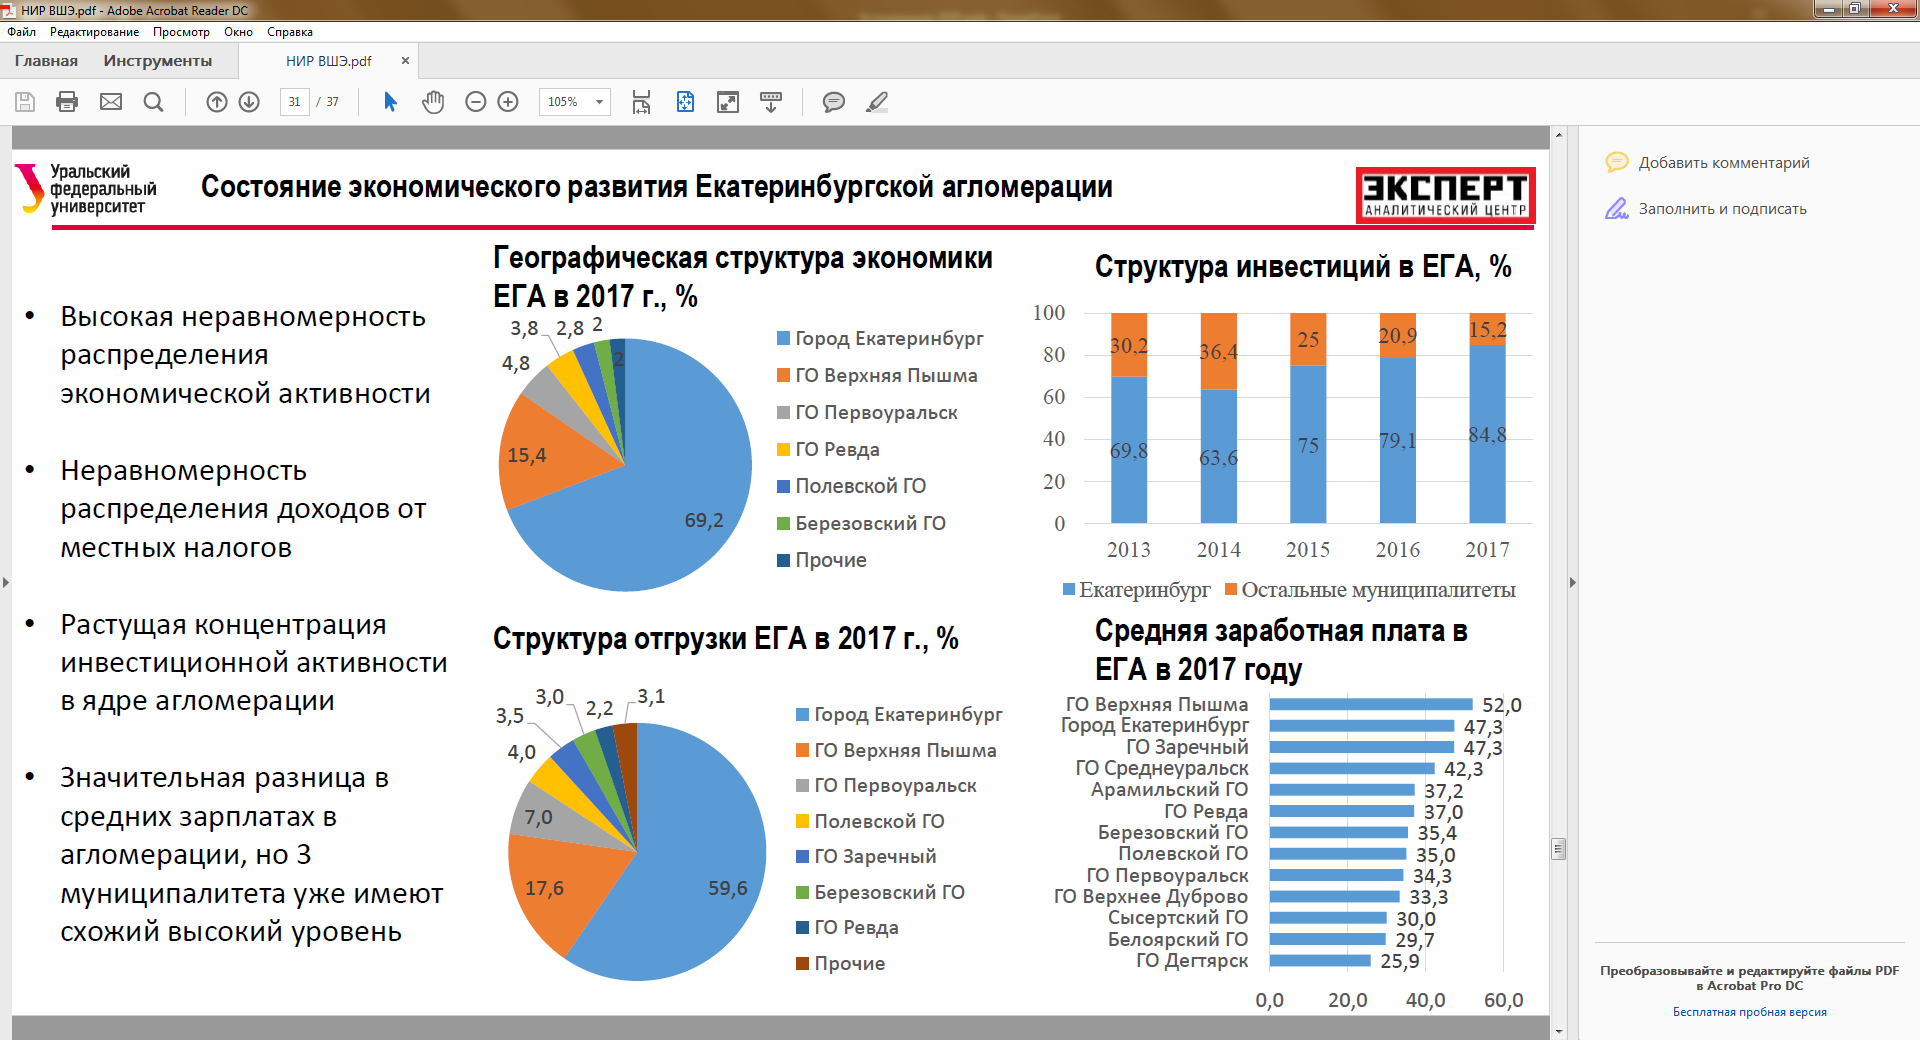 НИР ВШЭ.pdf - Adobe Acrobat Reader DC
Файл Редактирование Просмотр Окно Справка
Главная Инструменты НИР ВШЭ.pdf ×
31 / 37 105%
Добавить комментарий
Заполнить и подписать
Уральский
федеральный
университет
Состояние экономического развития Екатеринбургской агломерации
ЭКСПЕРТ
АНАЛИТИЧЕСКИЙ ЦЕНТР
• Высокая неравномерность
распределения
экономической активности
• Неравномерность
распределения доходов от
местных налогов
• Растущая концентрация
инвестиционной активности
в ядре агломерации
• Значительная разница в
средних зарплатах в
агломерации, но 3
муниципалитета уже имеют
схожий высокий уровень
Географическая структура экономики
ЕГА в 2017 г., %
3,8 2,8 2
2
4,8
15,4
69,2
Город Екатеринбург
ГО Верхняя Пышма
ГО Первоуральск
ГО Ревда
Полевской ГО
Березовский ГО
Прочие
Структура инвестиций в ЕГА, %
100
80
60
40
20
0
30,2 36,4 25 20,9 15,2
69,8 63,6 75 79,1 84,8
2013 2014 2015 2016 2017
Екатеринбург Остальные муниципалитеты
Структура отгрузки ЕГА в 2017 г., %
3,0 3,1
3,5 2,2
4,0
7,0
17,6
59,6
Город Екатеринбург
ГО Верхняя Пышма
ГО Первоуральск
Полевской ГО
ГО Заречный
Березовский ГО
ГО Ревда
Прочие
Средняя заработная плата в
ЕГА в 2017 году
ГО Верхняя Пышма 52,0
Город Екатеринбург 47,3
ГО Заречный 47,3
ГО Среднеуральск 42,3
Арамильский ГО 37,2
ГО Ревда 37,0
Березовский ГО 35,4
Полевской ГО 35,0
ГО Первоуральск 34,3
ГО Верхнее Дуброво 33,3
Сысертский ГО 30,0
Белоярский ГО 29,7
ГО Дегтярск 25,9
0,0 20,0 40,0 60,0
Преобразовывайте и редактируйте файлы PDF
в Acrobat Pro DC
Бесплатная пробная версия